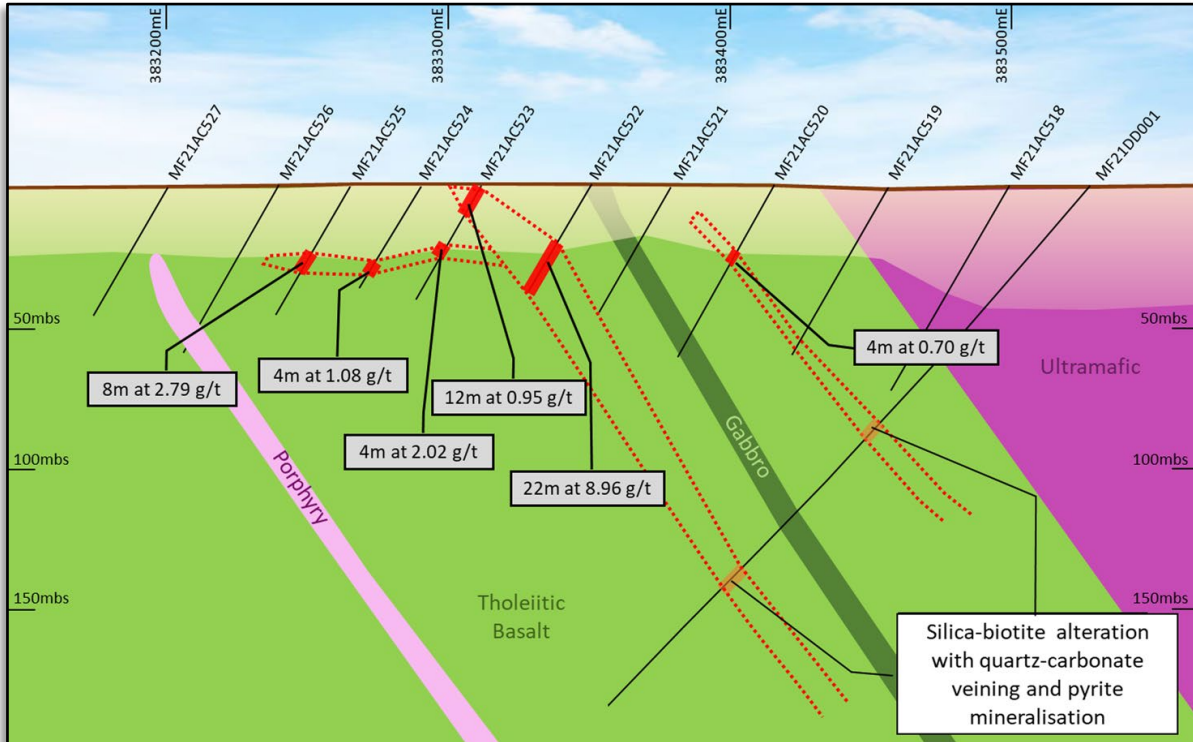 383200mE
383300mE
383400mE
383500mE
MF21AC527
MF21AC526
MF21AC525
MF21AC524
MF21AC523
MF21AC522
MF21AC521
MF21AC520
MF21AC519
MF21AC518
MF21DD001
50mbs
50mbs
8m at 2.79 g/t
4m at 1.08 g/t
12m at 0.95 g/t
4m at 0.70 g/t
Ultramafic
4m at 2.02 g/t
22m at 8.96 g/t
Gabbro
100mbs
100mbs
Porphyry
150mbs
150mbs
Tholeiitic
Basalt
Silica-biotite alteration
with quartz-carbonate
veining and pyrite
mineralisation